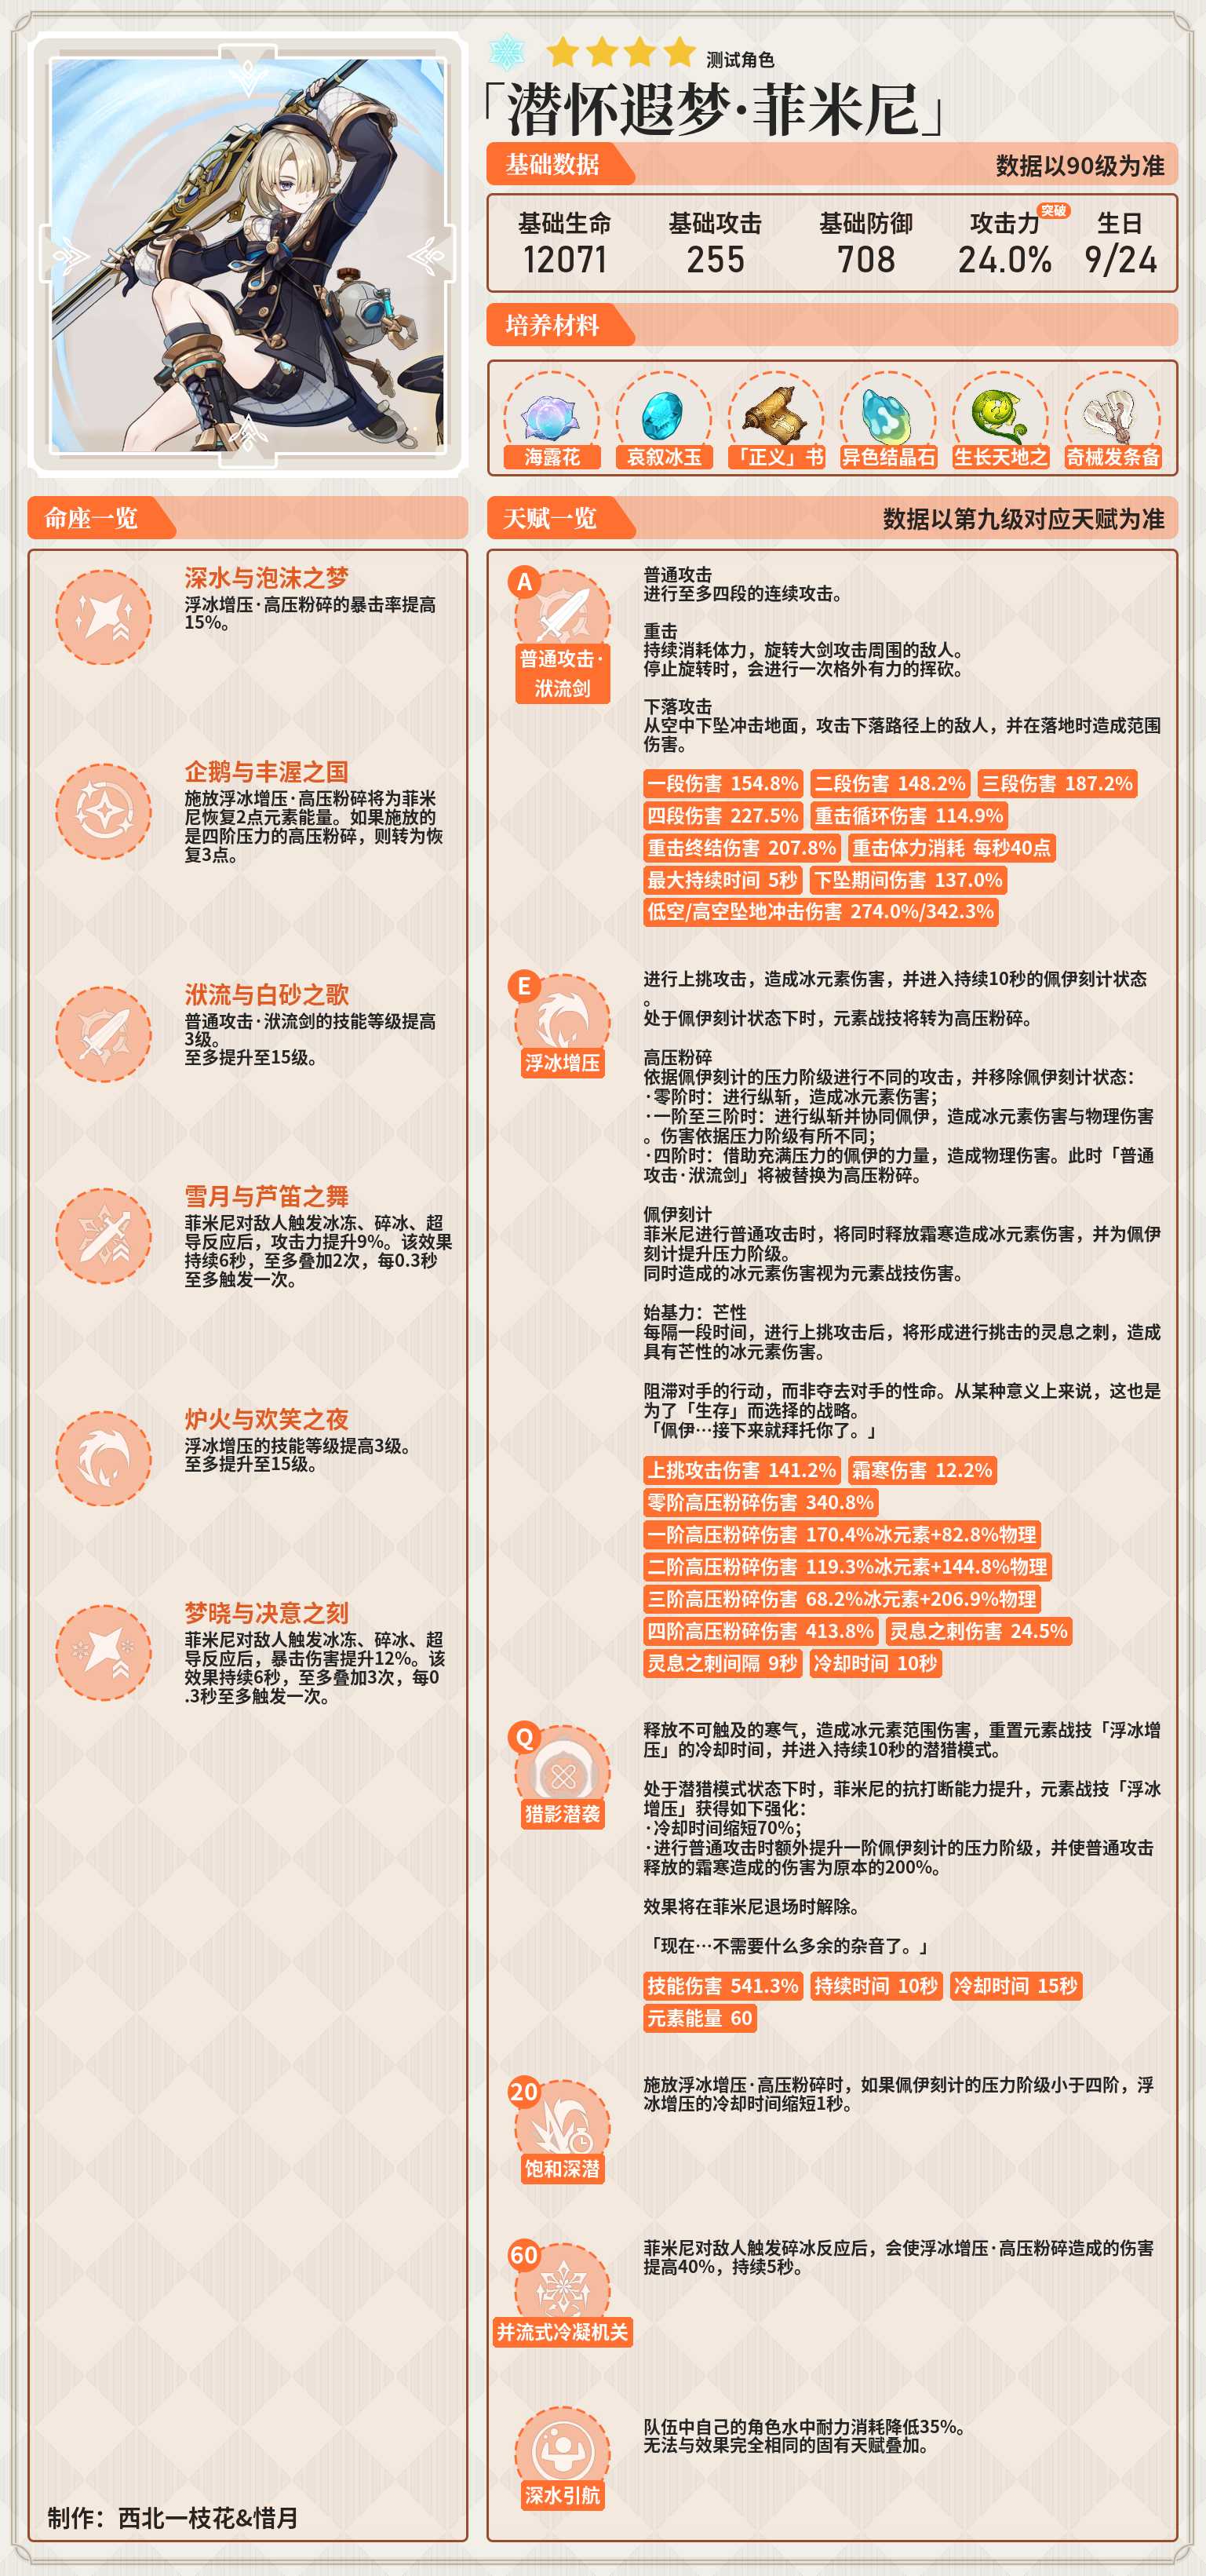 测试角色
「潜怀遐梦·菲米尼」
基础数据
数据以90级为准
基础生命
基础攻击
基础防御
攻击力
突破
生日
12071
255
708
24.0%
9/24
培养材料
海露花
哀叙冰玉
「正义」书
异色结晶石
生长天地之
奇械发条备
命座一览
深水与泡沫之梦
浮冰增压·高压粉碎的暴击率提高
15%。
企鹅与丰渥之国
施放浮冰增压·高压粉碎将为菲米
尼恢复2点元素能量。如果施放的
是四阶压力的高压粉碎，则转为恢
复3点。
洑流与白砂之歌
普通攻击·洑流剑的技能等级提高
3级。
至多提升至15级。
雪月与芦笛之舞
菲米尼对敌人触发冰冻、碎冰、超
导反应后，攻击力提升9%。该效果
持续6秒，至多叠加2次，每0.3秒
至多触发一次。
炉火与欢笑之夜
浮冰增压的技能等级提高3级。
至多提升至15级。
梦晓与决意之刻
菲米尼对敌人触发冰冻、碎冰、超
导反应后，暴击伤害提升12%。该
效果持续6秒，至多叠加3次，每0
.3秒至多触发一次。
制作：西北一枝花&惜月
天赋一览
数据以第九级对应天赋为准
A
普通攻击·
洑流剑
普通攻击
进行至多四段的连续攻击。
重击
持续消耗体力，旋转大剑攻击周围的敌人。
停止旋转时，会进行一次格外有力的挥砍。
下落攻击
从空中下坠冲击地面，攻击下落路径上的敌人，并在落地时造成范围
伤害。
一段伤害 154.8% 二段伤害 148.2% 三段伤害 187.2%
四段伤害 227.5% 重击循环伤害 114.9%
重击终结伤害 207.8% 重击体力消耗 每秒40点
最大持续时间 5秒 下坠期间伤害 137.0%
低空/高空坠地冲击伤害 274.0%/342.3%
E
浮冰增压
进行上挑攻击，造成冰元素伤害，并进入持续10秒的佩伊刻计状态
。
处于佩伊刻计状态下时，元素战技将转为高压粉碎。
高压粉碎
依据佩伊刻计的压力阶级进行不同的攻击，并移除佩伊刻计状态：
·零阶时：进行纵斩，造成冰元素伤害；
·一阶至三阶时：进行纵斩并协同佩伊，造成冰元素伤害与物理伤害
。伤害依据压力阶级有所不同；
·四阶时：借助充满压力的佩伊的力量，造成物理伤害。此时「普通
攻击·洑流剑」将被替换为高压粉碎。
佩伊刻计
菲米尼进行普通攻击时，将同时释放霜寒造成冰元素伤害，并为佩伊
刻计提升压力阶级。
同时造成的冰元素伤害视为元素战技伤害。
始基力：芒性
每隔一段时间，进行上挑攻击后，将形成进行挑击的灵息之刺，造成
具有芒性的冰元素伤害。
阻滞对手的行动，而非夺去对手的性命。从某种意义上来说，这也是
为了「生存」而选择的战略。
「佩伊…接下来就拜托你了。」
上挑攻击伤害 141.2% 霜寒伤害 12.2%
零阶高压粉碎伤害 340.8%
一阶高压粉碎伤害 170.4%冰元素+82.8%物理
二阶高压粉碎伤害 119.3%冰元素+144.8%物理
三阶高压粉碎伤害 68.2%冰元素+206.9%物理
四阶高压粉碎伤害 413.8% 灵息之刺伤害 24.5%
灵息之刺间隔 9秒 冷却时间 10秒
Q
猎影潜袭
释放不可触及的寒气，造成冰元素范围伤害，重置元素战技「浮冰增
压」的冷却时间，并进入持续10秒的潜猎模式。
处于潜猎模式状态下时，菲米尼的抗打断能力提升，元素战技「浮冰
增压」获得如下强化：
·冷却时间缩短70%；
·进行普通攻击时额外提升一阶佩伊刻计的压力阶级，并使普通攻击
释放的霜寒造成的伤害为原本的200%。
效果将在菲米尼退场时解除。
「现在…不需要什么多余的杂音了。」
技能伤害 541.3% 持续时间 10秒 冷却时间 15秒
元素能量 60
20
饱和深潜
施放浮冰增压·高压粉碎时，如果佩伊刻计的压力阶级小于四阶，浮
冰增压的冷却时间缩短1秒。
60
并流式冷凝机关
菲米尼对敌人触发碎冰反应后，会使浮冰增压·高压粉碎造成的伤害
提高40%，持续5秒。
深水引航
队伍中自己的角色水中耐力消耗降低35%。
无法与效果完全相同的固有天赋叠加。